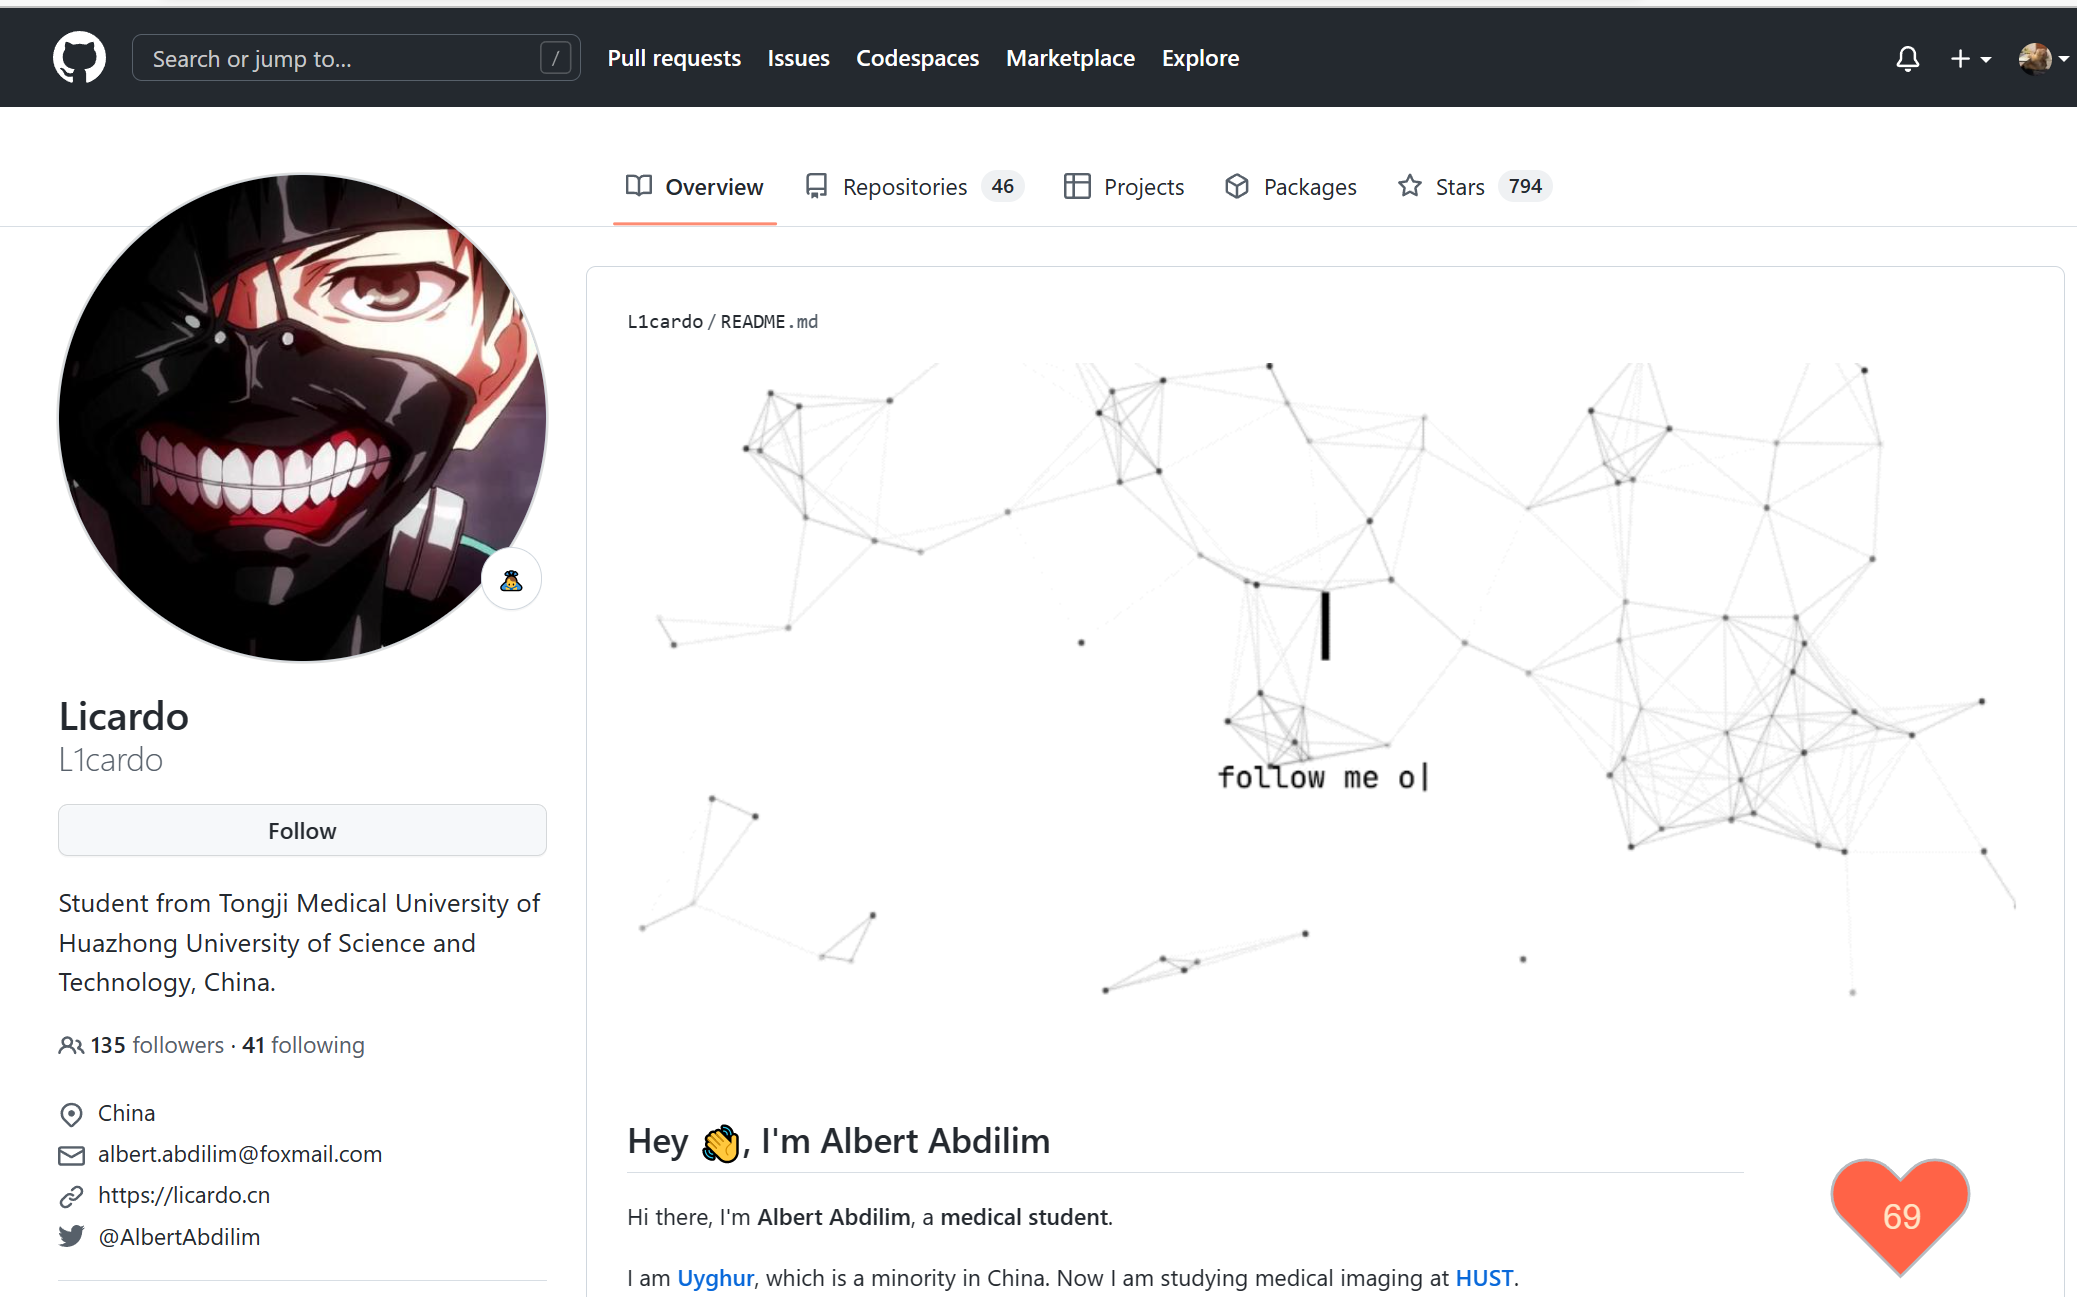 Search or jump to... /
Pull requests Issues Codespaces Marketplace Explore
Overview Repositories 46 Projects Packages Stars 794
L1cardo/README.md
follow me o|
Licardo
L1cardo
Follow
Student from Tongji Medical University of
Huazhong University of Science and
Technology, China.
135 followers · 41 following
China
albert.abdilim@foxmail.com
https://licardo.cn
@AlbertAbdilim
Hey 👋, I'm Albert Abdilim
Hi there, I'm Albert Abdilim, a medical student.
I am Uyghur, which is a minority in China. Now I am studying medical imaging at HUST.
69